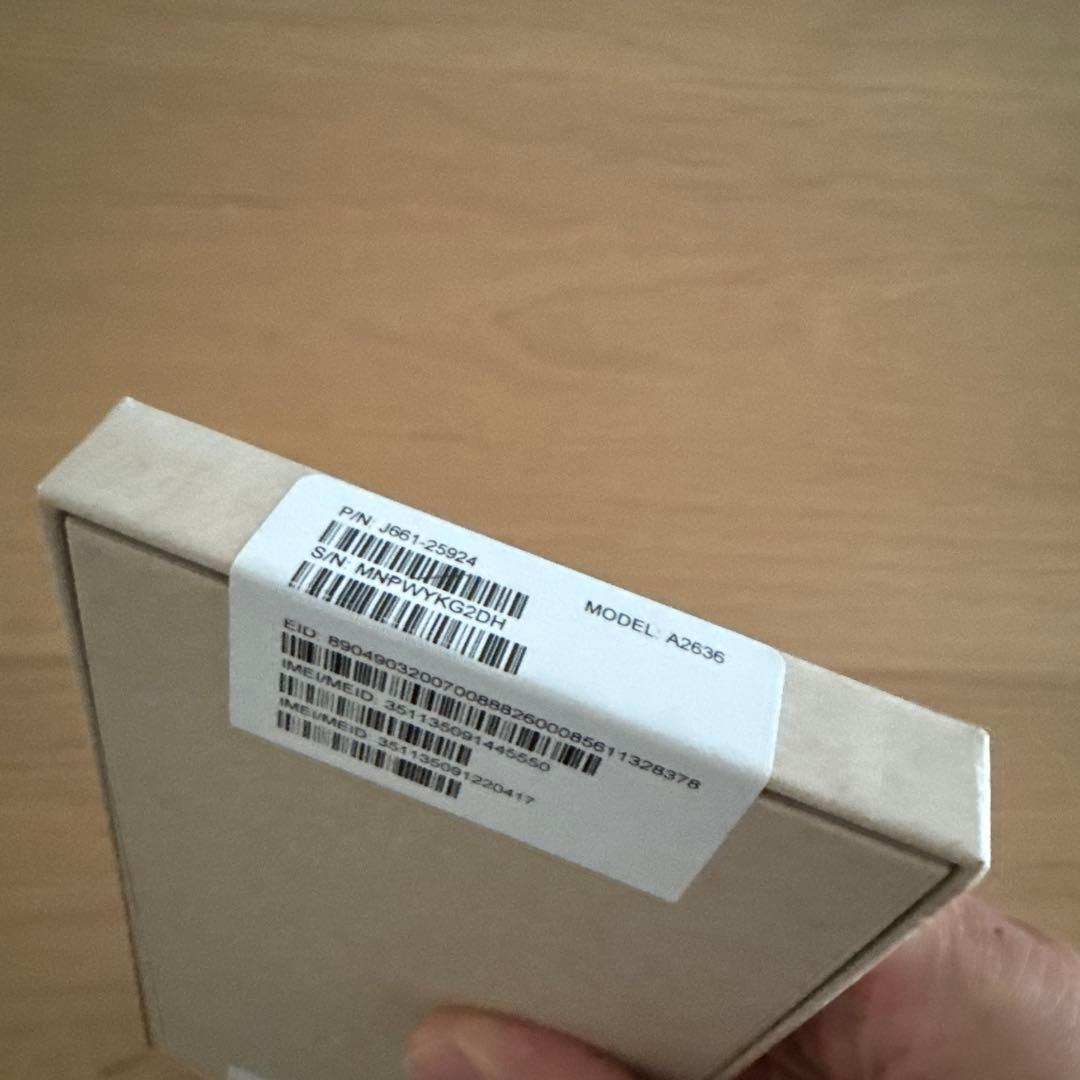 P/N: J661-25924
S/N: MNPWYKG2DH
MODEL: A2636
EID: 89049032007008882600085611328378
IMEI/MEID: 351135091445550
IMEI/MEID: 351135091220417